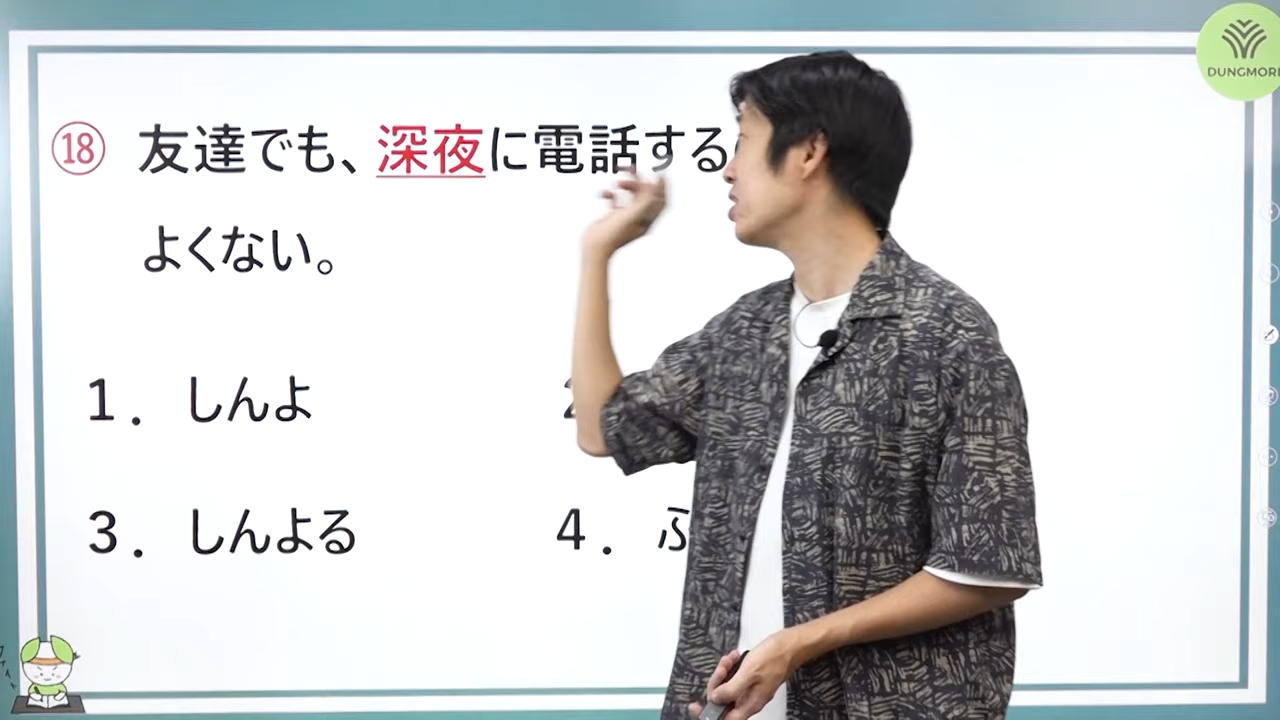 DUNGMORI
⑱ 友達でも、深夜に電話する
よくない。
1. しんよ
3. しんよる
4. ふ